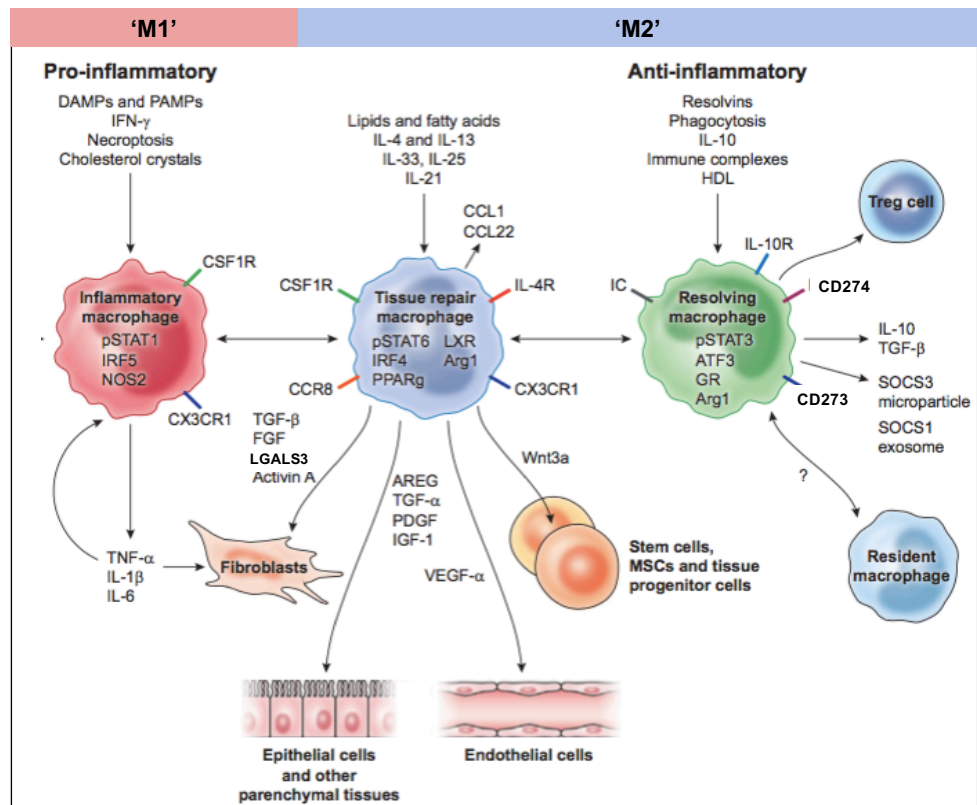 ‘M1’
‘M2’
Pro-inflammatory
DAMPs and PAMPs
IFN-γ
Necroptosis
Cholesterol crystals
Lipids and fatty acids
IL-4 and IL-13
IL-33, IL-25
IL-21
Anti-inflammatory
Resolvins
Phagocytosis
IL-10
Immune complexes
HDL
CCL1
CCL22
Treg cell
CSF1R
Inflammatory
macrophage
pSTAT1
IRF5
NOS2
CX3CR1
CSF1R
IL-4R
Tissue repair
macrophage
pSTAT6 LXR
IRF4 Arg1
PPARg
CCR8
CX3CR1
IL-10R
IC
CD274
Resolving
macrophage
pSTAT3
ATF3
GR
Arg1
CD273
IL-10
TGF-β
SOCS3
microparticle
SOCS1
exosome
TGF-β
FGF
LGALS3
Activin A
AREG
TGF-α
PDGF
IGF-1
Wnt3a
VEGF-α
?
TNF-α
IL-1β
IL-6
Fibroblasts
Stem cells,
MSCs and tissue
progenitor cells
Resident
macrophage
Epithelial cells
and other
parenchymal tissues
Endothelial cells